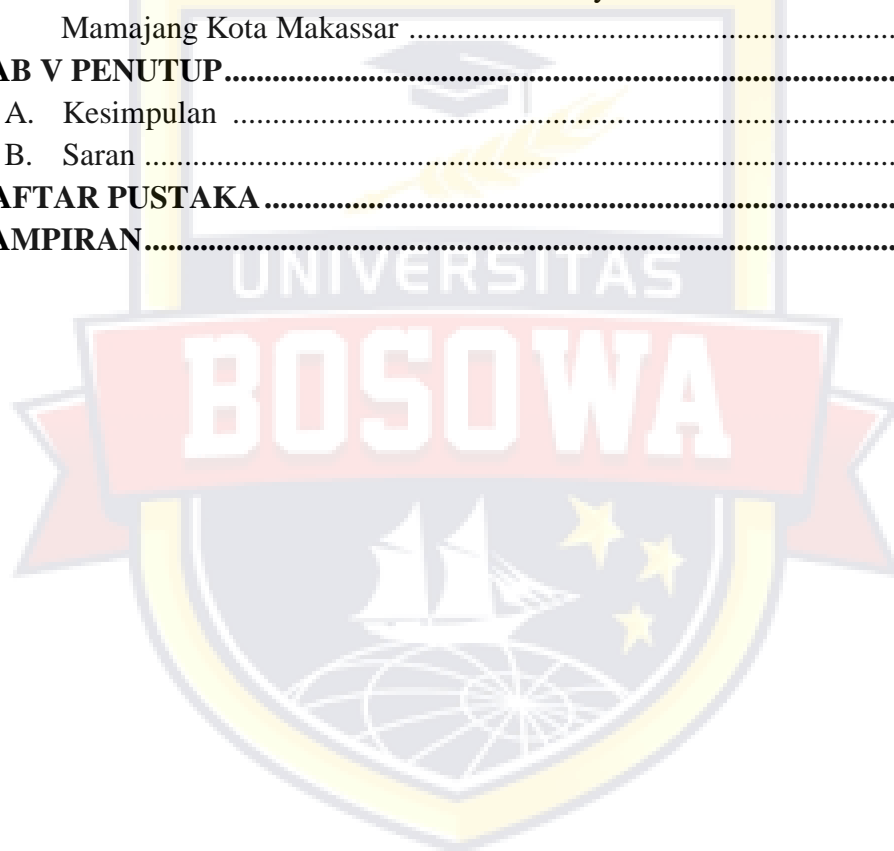 Mamajang Kota Makassar ........................................................................
AB V PENUTUP...............................................................................................
A. Kesimpulan ...............................................................................................
B. Saran ..........................................................................................................
AFTAR PUSTAKA..........................................................................................
AMPIRAN.........................................................................................................
UNIVERSITAS
BOSOWA